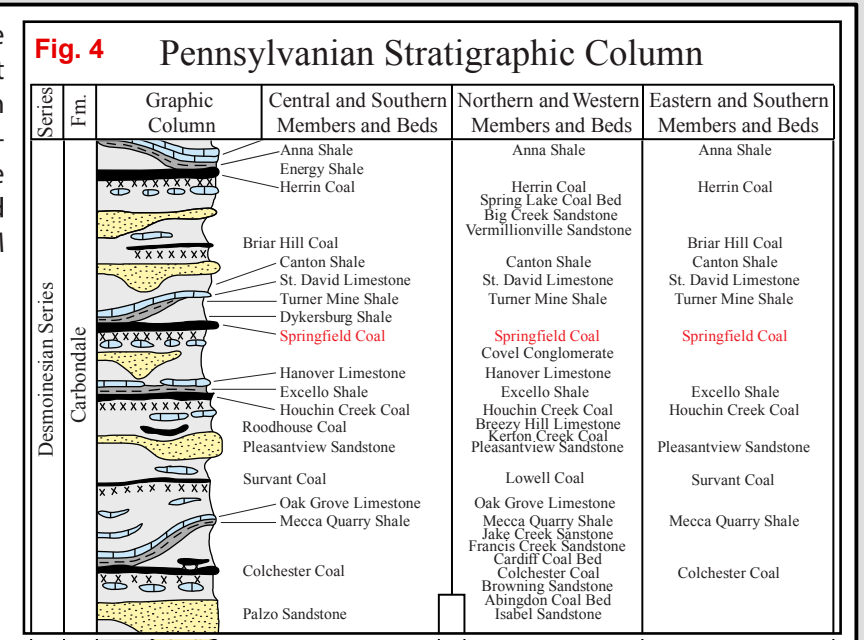 Fig. 4
Pennsylvanian Stratigraphic Column
Series
Fm.
Graphic
Column
Central and Southern
Members and Beds
Northern and Western
Members and Beds
Eastern and Southern
Members and Beds
Desmoinesian Series
Carbondale
Anna Shale
Energy Shale
Herrin Coal
Briar Hill Coal
Canton Shale
St. David Limestone
Turner Mine Shale
Dykersburg Shale
Springfield Coal
Hanover Limestone
Excello Shale
Houchin Creek Coal
Roodhouse Coal
Pleasantview Sandstone
Survant Coal
Oak Grove Limestone
Mecca Quarry Shale
Colchester Coal
Palzo Sandstone
Anna Shale
Herrin Coal
Spring Lake Coal Bed
Big Creek Sandstone
Vermillionville Sandstone
Canton Shale
St. David Limestone
Turner Mine Shale
Springfield Coal
Covel Conglomerate
Hanover Limestone
Excello Shale
Houchin Creek Coal
Breezy Hill Limestone
Kerton Creek Coal
Pleasantview Sandstone
Lowell Coal
Oak Grove Limestone
Mecca Quarry Shale
Jake Creek Sanstone
Francis Creek Sandstone
Cardiff Coal Bed
Colchester Coal
Browning Sandstone
Abingdon Coal Bed
Isabel Sandstone
Anna Shale
Herrin Coal
Briar Hill Coal
Canton Shale
St. David Limestone
Turner Mine Shale
Springfield Coal
Excello Shale
Houchin Creek Coal
Pleasantview Sandstone
Survant Coal
Mecca Quarry Shale
Colchester Coal